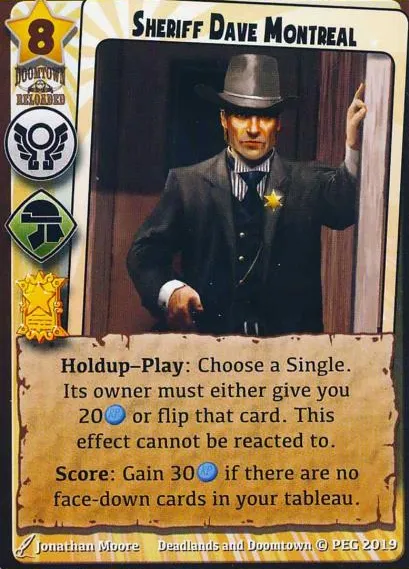 8
SHERIFF DAVE MONTREAL
DOOMTOWN
RELOADED
Holdup–Play: Choose a Single.
Its owner must either give you
20 AP or flip that card. This
effect cannot be reacted to.
Score: Gain 30 AP if there are no
face-down cards in your tableau.
Jonathan Moore Deadlands and Doomtown © PEG 2019